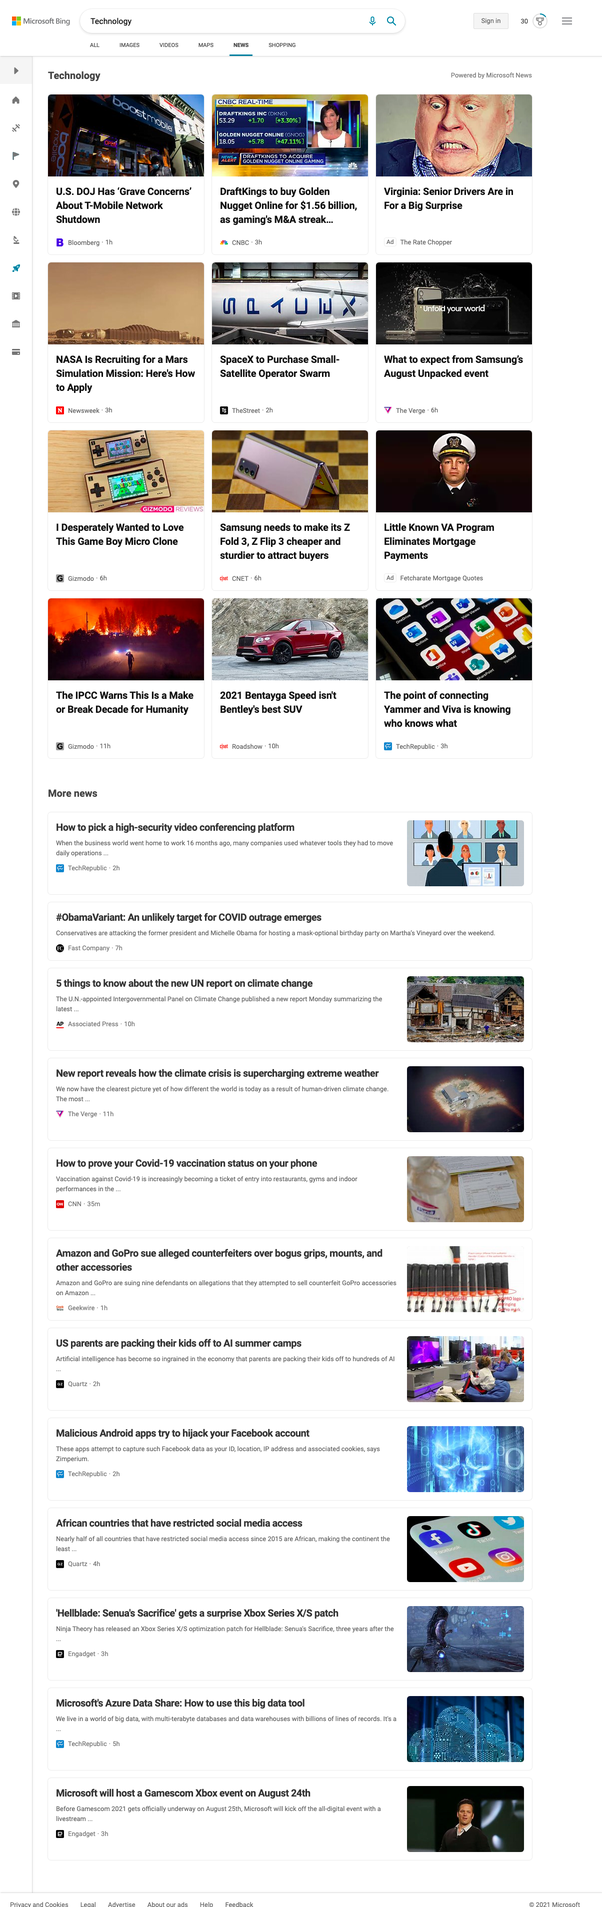 Microsoft Bing
Technology
Sign in
30
ALL IMAGES VIDEOS MAPS NEWS SHOPPING
Technology
Powered by Microsoft News
boostmobile
U.S. DOJ Has ‘Grave Concerns’
About T-Mobile Network
Shutdown
Bloomberg · 1h
CNBC REAL-TIME
DRAFTKINGS INC (DKNG)
53.29 +1.70 [+3.30%]
GOLDEN NUGGET ONLINE (GNOG)
18.05 +5.78 [+47.11%]
DRAFTKINGS TO ACQUIRE
GOLDEN NUGGET ONLINE GAMING
DraftKings to buy Golden
Nugget Online for $1.56 billion,
as gaming's M&A streak...
CNBC · 3h
Virginia: Senior Drivers Are in
For a Big Surprise
Ad The Rate Chopper
NASA Is Recruiting for a Mars
Simulation Mission: Here's How
to Apply
Newsweek · 3h
SPACEX
SpaceX to Purchase Small-
Satellite Operator Swarm
TheStreet · 2h
Unfold your world
What to expect from Samsung's
August Unpacked event
The Verge · 6h
GIZMODO REVIEWS
I Desperately Wanted to Love
This Game Boy Micro Clone
Gizmodo · 6h
Samsung needs to make its Z
Fold 3, Z Flip 3 cheaper and
sturdier to attract buyers
CNET · 6h
Little Known VA Program
Eliminates Mortgage
Payments
Ad Fetcharate Mortgage Quotes
The IPCC Warns This Is a Make
or Break Decade for Humanity
Gizmodo · 11h
2021 Bentayga Speed isn't
Bentley's best SUV
Roadshow · 10h
The point of connecting
Yammer and Viva is knowing
who knows what
TechRepublic · 3h
More news
How to pick a high-security video conferencing platform
When the business world went home to work 16 months ago, many companies used whatever tools they had to move
daily operations ...
TechRepublic · 2h
#ObamaVariant: An unlikely target for COVID outrage emerges
Conservatives are attacking the former president and Michelle Obama for hosting a mask-optional birthday party on Martha's Vineyard over the weekend.
Fast Company · 7h
5 things to know about the new UN report on climate change
The U.N.-appointed Intergovernmental Panel on Climate Change published a new report Monday summarizing the
latest ...
AP Associated Press · 10h
New report reveals how the climate crisis is supercharging extreme weather
We now have the clearest picture yet of how different the world is today as a result of human-driven climate change.
The most ...
The Verge · 11h
How to prove your Covid-19 vaccination status on your phone
Vaccination against Covid-19 is increasingly becoming a ticket of entry into restaurants, gyms and indoor
performances in the ...
CNN · 35m
Amazon and GoPro sue alleged counterfeiters over bogus grips, mounts, and
other accessories
Amazon and GoPro are suing nine defendants on allegations that they attempted to sell counterfeit GoPro accessories
on Amazon ...
Geekwire · 1h
US parents are packing their kids off to AI summer camps
Artificial intelligence has become so ingrained in the economy that parents are packing their kids off to hundreds of AI
...
Quartz · 2h
Malicious Android apps try to hijack your Facebook account
These apps attempt to capture such Facebook data as your ID, location, IP address and associated cookies, says
Zimperium.
TechRepublic · 2h
African countries that have restricted social media access
Nearly half of all countries that have restricted social media access since 2015 are African, making the continent the
least ...
Quartz · 4h
'Hellblade: Senua's Sacrifice' gets a surprise Xbox Series X/S patch
Ninja Theory has released an Xbox Series X/S optimization patch for Hellblade: Senua's Sacrifice, three years after the
...
Engadget · 3h
Microsoft's Azure Data Share: How to use this big data tool
We live in a world of big data, with multi-terabyte databases and data warehouses with billions of lines of records. It's a
...
TechRepublic · 5h
Microsoft will host a Gamescom Xbox event on August 24th
Before Gamescom 2021 gets officially underway on August 25th, Microsoft will kick off the all-digital event with a
livestream ...
Engadget · 3h
Privacy and Cookies Legal Advertise About our ads Help Feedback
© 2021 Microsoft